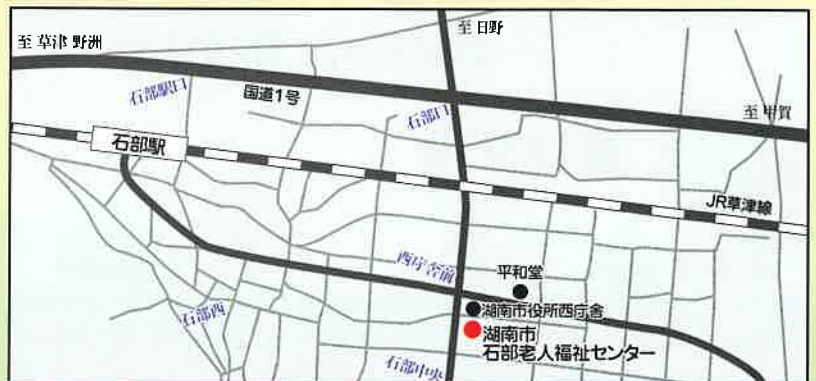 至 草津 野洲
至 日野
石部駅口
国道1号
石部口
至 甲賀
石部駅
JR草津線
西庁舎前
平和堂
湖南市役所西庁舎
石部西
湖南市
石部老人福祉センター
石部中央